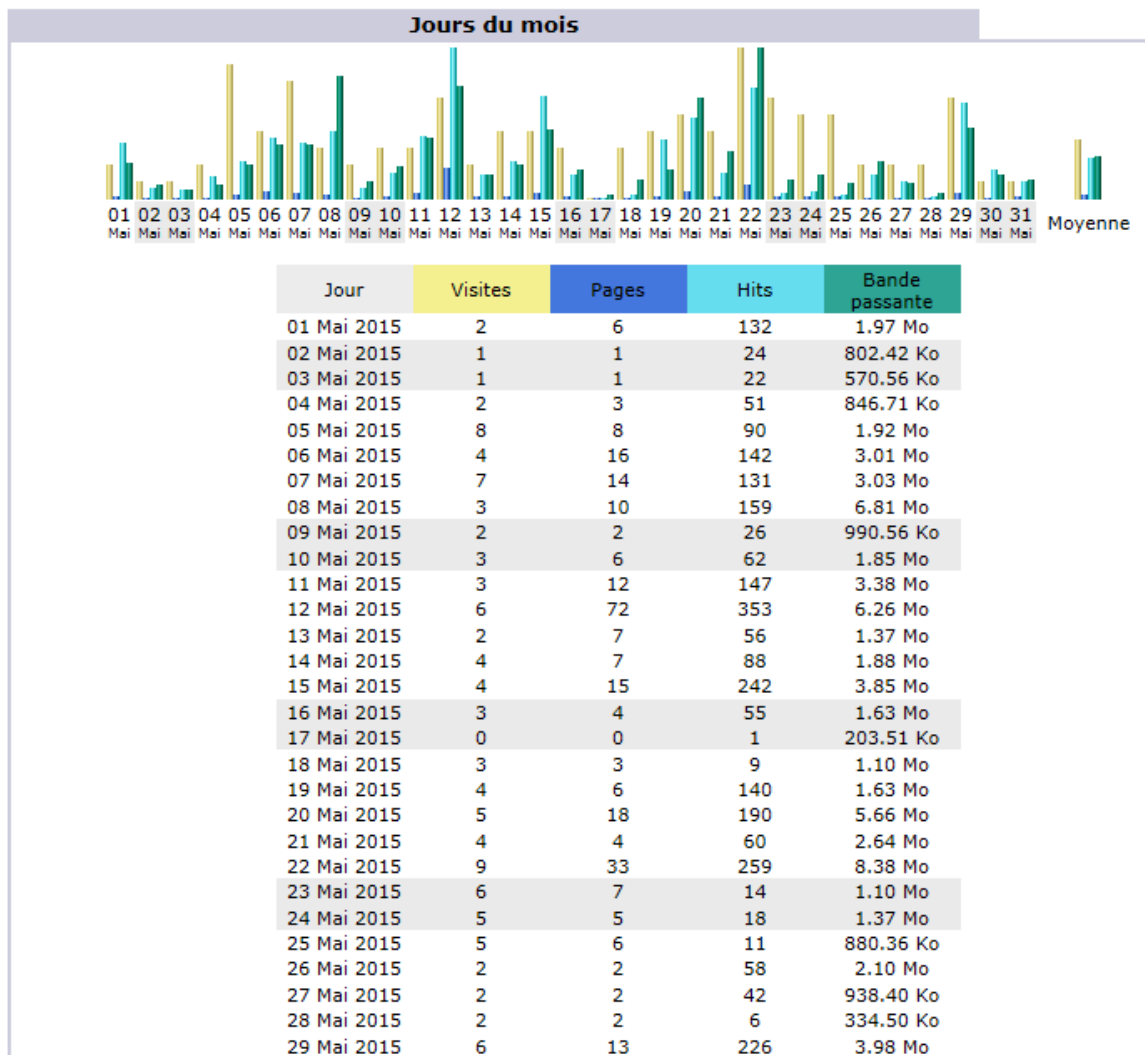 Jours du mois
01 02 03 04 05 06 07 08 09 10 11 12 13 14 15 16 17 18 19 20 21 22 23 24 25 26 27 28 29 30 31
Mai Mai Mai Mai Mai Mai Mai Mai Mai Mai Mai Mai Mai Mai Mai Mai Mai Mai Mai Mai Mai Mai Mai Mai Mai Mai Mai Mai Mai Mai Mai Moyenne
Jour Visites Pages Hits Bande passante
01 Mai 2015 2 6 132 1.97 Mo
02 Mai 2015 1 1 24 802.42 Ko
03 Mai 2015 1 1 22 570.56 Ko
04 Mai 2015 2 3 51 846.71 Ko
05 Mai 2015 8 8 90 1.92 Mo
06 Mai 2015 4 16 142 3.01 Mo
07 Mai 2015 7 14 131 3.03 Mo
08 Mai 2015 3 10 159 6.81 Mo
09 Mai 2015 2 2 26 990.56 Ko
10 Mai 2015 3 6 62 1.85 Mo
11 Mai 2015 3 12 147 3.38 Mo
12 Mai 2015 6 72 353 6.26 Mo
13 Mai 2015 2 7 56 1.37 Mo
14 Mai 2015 4 7 88 1.88 Mo
15 Mai 2015 4 15 242 3.85 Mo
16 Mai 2015 3 4 55 1.63 Mo
17 Mai 2015 0 0 1 203.51 Ko
18 Mai 2015 3 3 9 1.10 Mo
19 Mai 2015 4 6 140 1.63 Mo
20 Mai 2015 5 18 190 5.66 Mo
21 Mai 2015 4 4 60 2.64 Mo
22 Mai 2015 9 33 259 8.38 Mo
23 Mai 2015 6 7 14 1.10 Mo
24 Mai 2015 5 5 18 1.37 Mo
25 Mai 2015 5 6 11 880.36 Ko
26 Mai 2015 2 2 58 2.10 Mo
27 Mai 2015 2 2 42 938.40 Ko
28 Mai 2015 2 2 6 334.50 Ko
29 Mai 2015 6 13 226 3.98 Mo